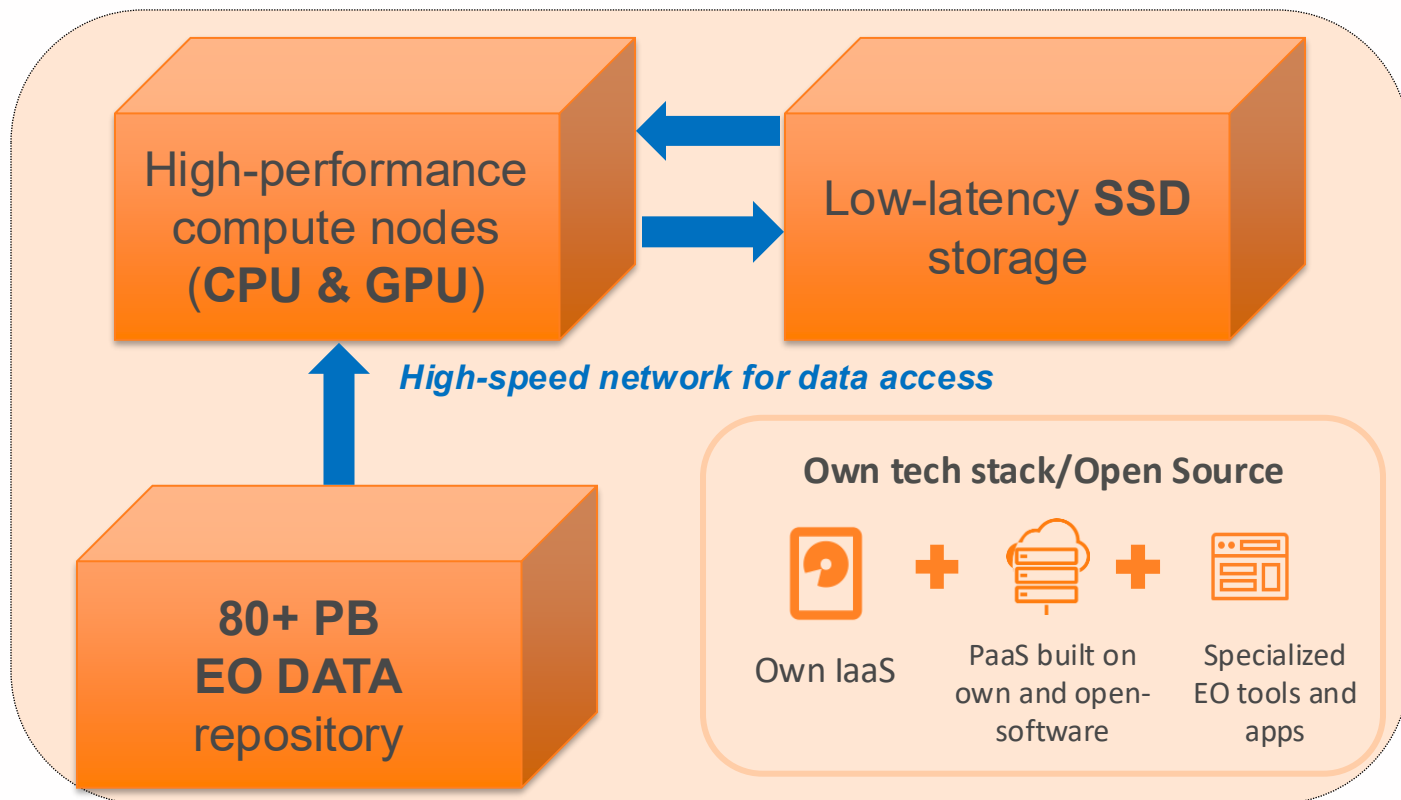 High-performance
compute nodes
(CPU & GPU)
Low-latency SSD
storage
High-speed network for data access
80+ PB
EO DATA
repository
Own tech stack/Open Source
Own IaaS
PaaS built on
own and open-
software
Specialized
EO tools and
apps